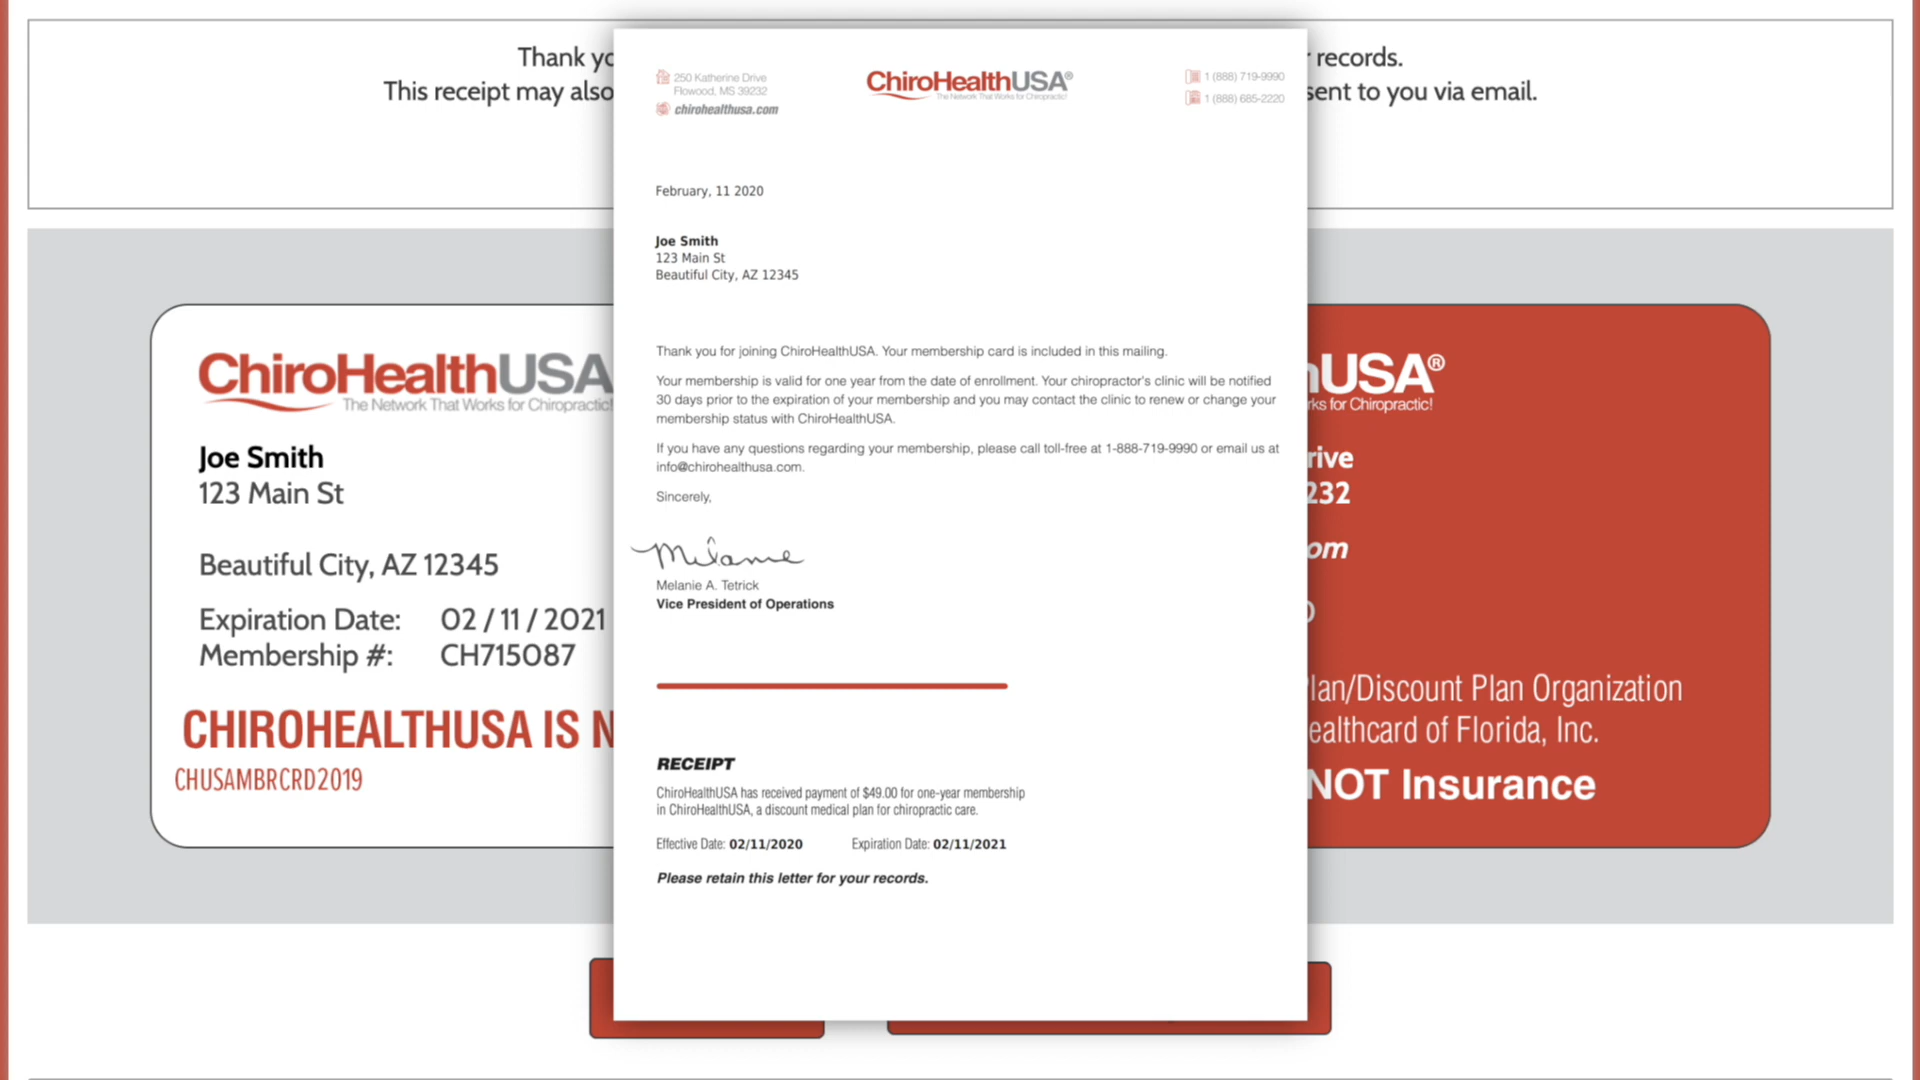 Thank
records.
This receipt may also
sent to you via email.
250 Katherine Drive
Flowood, MS 39232
chirohealthusa.com
ChiroHealthUSA®
The Network That Works for Chiropractic!
1 (888) 719-9990
1 (888) 685-2220
February, 11 2020
Joe Smith
123 Main St
Beautiful City, AZ 12345
Thank you for joining ChiroHealthUSA. Your membership card is included in this mailing.
Your membership is valid for one year from the date of enrollment. Your chiropractor's clinic will be notified
30 days prior to the expiration of your membership and you may contact the clinic to renew or change your
membership status with ChiroHealthUSA.
If you have any questions regarding your membership, please call toll-free at 1-888-719-9990 or email us at
info@chirohealthusa.com.
Sincerely,
Melanie
Melanie A. Tetrick
Vice President of Operations
RECEIPT
ChiroHealthUSA has received payment of $49.00 for one-year membership
in ChiroHealthUSA, a discount medical plan for chiropractic care.
Effective Date: 02/11/2020 Expiration Date: 02/11/2021
Please retain this letter for your records.
ChiroHealthUSA
The Network That Works for Chiropractic!
Joe Smith
123 Main St
Beautiful City, AZ 12345
Expiration Date: 02 / 11 / 2021
Membership #: CH715087
CHIROHEALTHUSA IS
CHUSAMBRCRD2019
USA®
for Chiropractic!
232
Plan/Discount Plan Organization
of Florida, Inc.
NOT Insurance